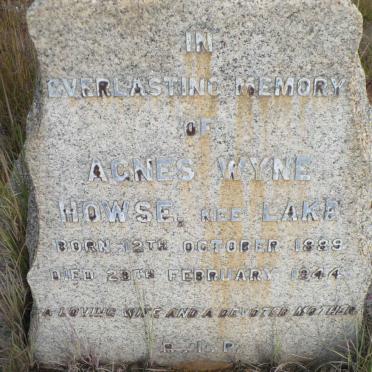 IN
EVERLASTING MEMORY
OF
AGNES WYNE
HOWSE, NEE LAKE
BORN 12TH OCTOBER 1889
DIED 29TH FEBRUARY 1944
A LOVING WIFE AND A DEVOTED MOTHER
R.I.P.